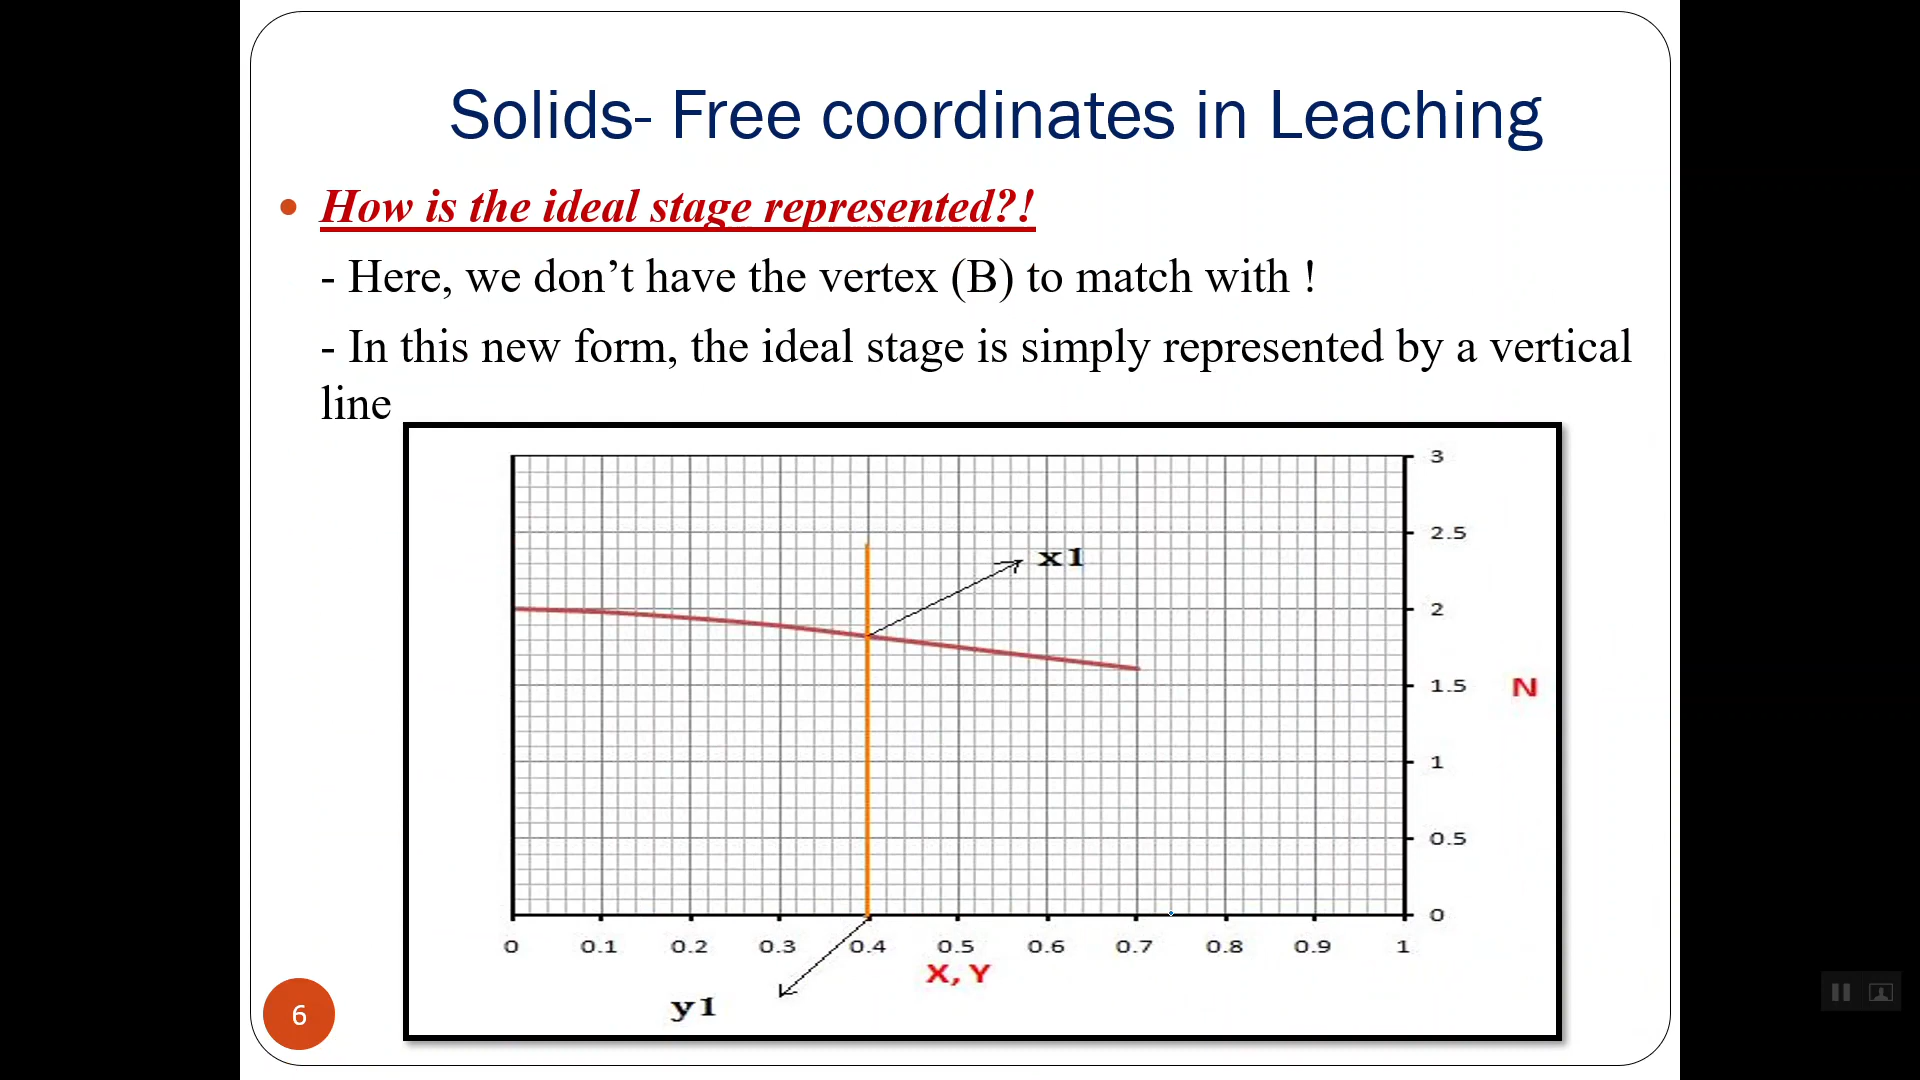 Solids- Free coordinates in Leaching
• How is the ideal stage represented?!
- Here, we don’t have the vertex (B) to match with !
- In this new form, the ideal stage is simply represented by a vertical
line
3
2.5
x1
2
1.5
N
1
0.5
0
0 0.1 0.2 0.3 0.4 0.5 0.6 0.7 0.8 0.9 1
X, Y
y1
6